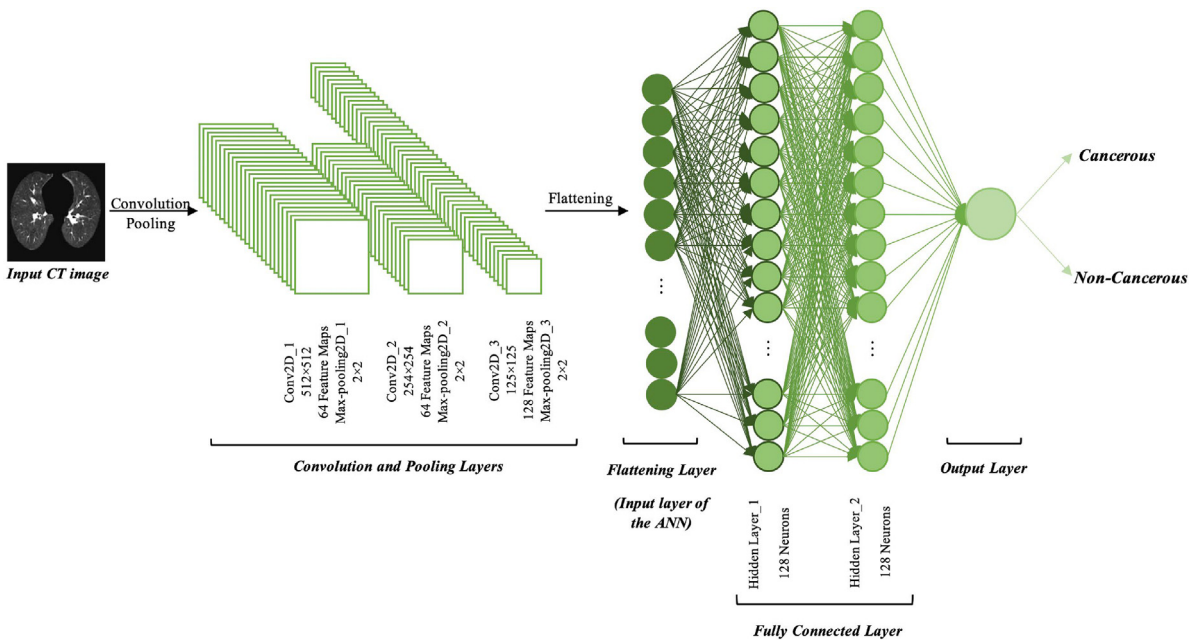 Input CT image
Convolution
Pooling
Conv2D_1
512×512
64 Feature Maps
Max-pooling2D_1
2×2
Conv2D_2
254×254
64 Feature Maps
Max-pooling2D_2
2×2
Conv2D_3
125×125
128 Feature Maps
Max-pooling2D_3
2×2
Convolution and Pooling Layers
Flattening
Flattening Layer
(Input layer of
the ANN)
Hidden Layer_1
128 Neurons
Hidden Layer_2
128 Neurons
Fully Connected Layer
Output Layer
Cancerous
Non-Cancerous